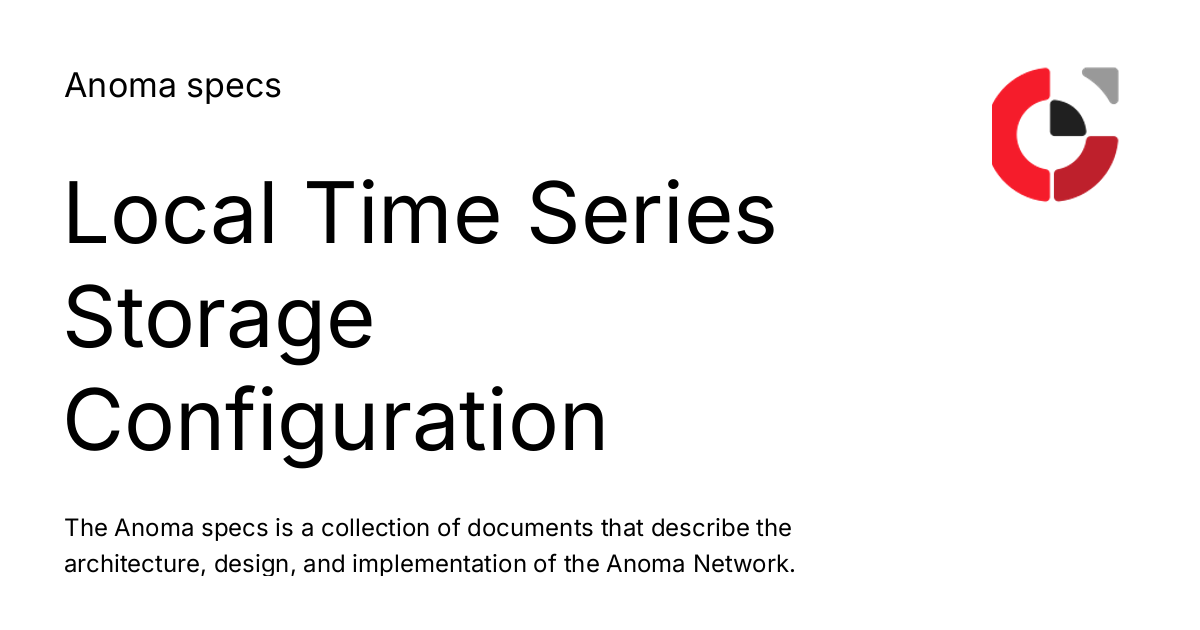 Anoma specs
Local Time Series
Storage
Configuration
The Anoma specs is a collection of documents that describe the
architecture, design, and implementation of the Anoma Network.